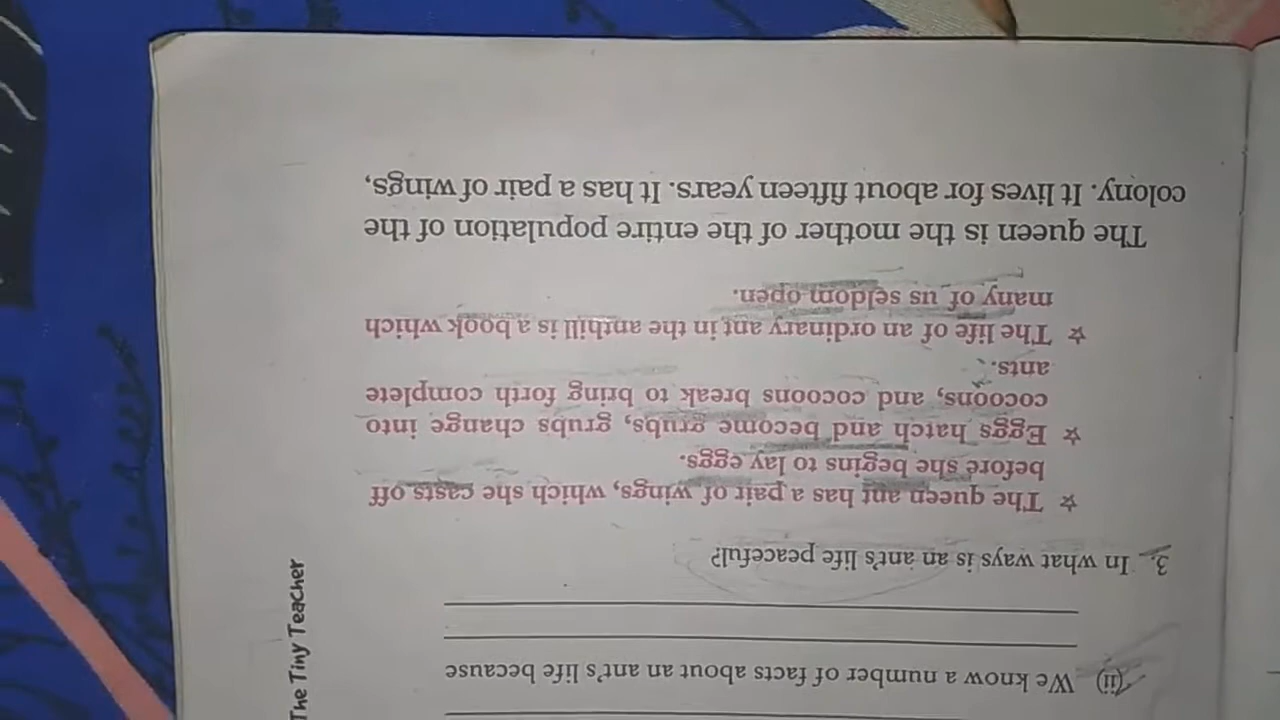 The Tiny Teacher
(ii) We know a number of facts about an ant's life because
3. In what ways is an ant's life peaceful?
☆ The queen ant has a pair of wings, which she casts off
before she begins to lay eggs.
☆ Eggs hatch and become grubs, grubs change into
cocoons, and cocoons break to bring forth complete
ants.
☆ The life of an ordinary ant in the anthill is a book which
many of us seldom open.
The queen is the mother of the entire population of the
colony. It lives for about fifteen years. It has a pair of wings,